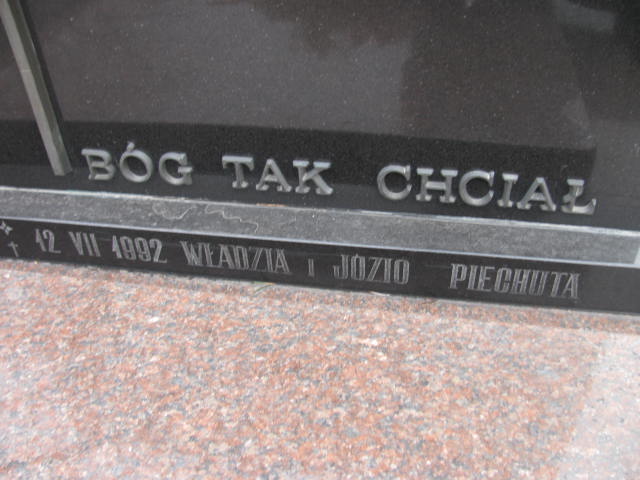 BÓG TAK CHCIAŁ
12 VII 1992 WŁADZIA I JÓZIO PIECHUTA